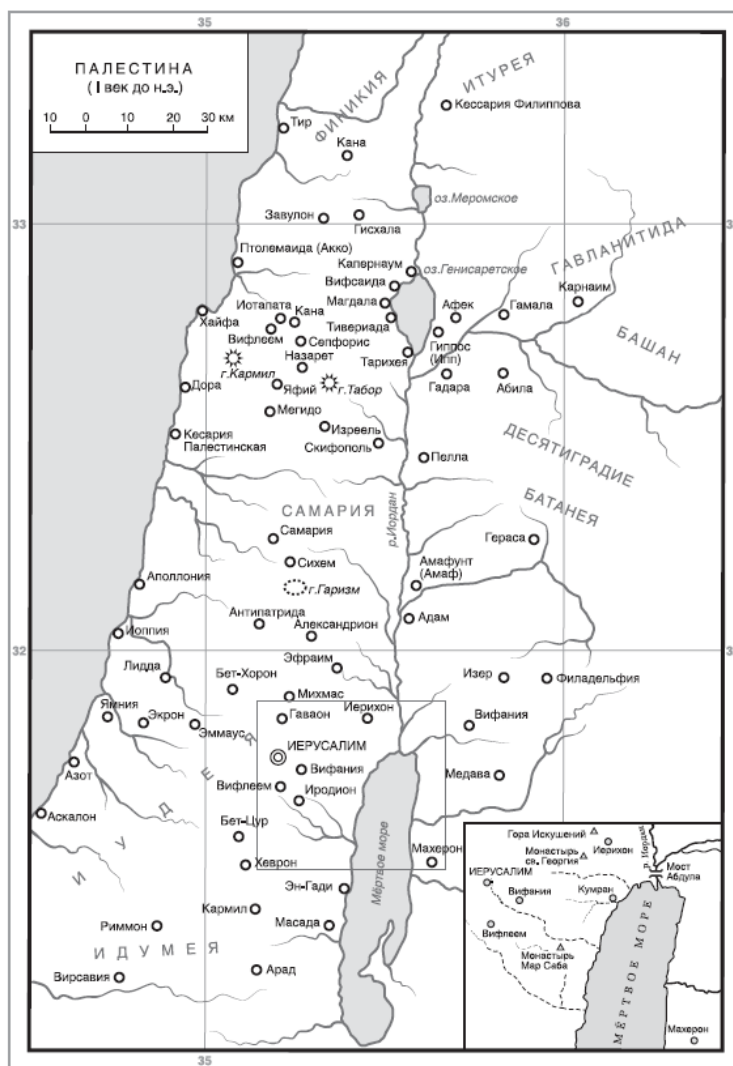 35
36
ПАЛЕСТИНА
( I век до н.э.)
10
0
10
20
30 км
ИТУРЕЯ
ФИНИКИЯ
Кессария Филиппова
Тир
Кана
оз.Меромское
Завулон
Гисхала
33
33
Птолемаида (Акко)
ГАВЛАНИТИДА
Капернаум
оз.Генисаретское
Вифсаида
Карнаим
Магдала
Афек
Гамала
Иотапата
Кана
Хайфа
Тивериада
Вифлеем
Сепфорис
Гиппос
(Ипп)
БАШАН
Назарет
Тарихея
г.Кармил
Гадара
Абила
Дора
Яфий
г.Табор
Мегидо
Изреель
Кесария
Палестинская
Скифополь
Пелла
ДЕСЯТИГРАДИЕ
САМАРИЯ
р.Иордан
БАТАНЕЯ
Самария
Гераса
Сихем
Амафунт
(Амаф)
Аполлония
г.Гаризм
Антипатрида
Адам
Александрион
Иоппия
32
3
Эфраим
Лидда
Бет-Хорон
Изер
Филадельфия
Михмас
Ямния
Экрон
Эммаус
Гаваон
Иерихон
Вифания
ИЕРУСАЛИМ
Азот
Вифания
Медава
Вифлеем
Иродион
Аскалон
ИУДЕЯ
Бет-Цур
Мёртвое море
Махерон
Хеврон
Эн-Гади
Кармил
Масада
Риммон
ИДУМЕЯ
Арад
Вирсавия
35
Гора Искушений
р. Иордан
Иерихон
Монастырь
св. Георгия
Мост
Абдула
ИЕРУСАЛИМ
Вифания
Кумран
Вифлеем
Монастырь
Мар Саба
МЁРТВОЕ МОРЕ
Махерон